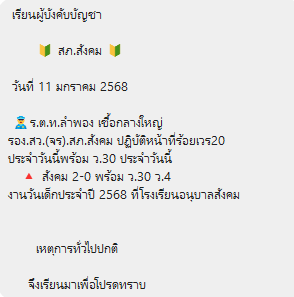 เรียนผู้บังคับบัญชา
🔰 สภ.สังคม 🔰
วันที่ 11 มกราคม 2568
👮ร.ต.ท.ลำพอง เชื้อกลางใหญ่
รอง.สว.(จร).สภ.สังคม ปฏิบัติหน้าที่ร้อยเวร20
ประจำวันนี้พร้อม ว.30 ประจำวันนี้
🔺 สังคม 2-0 พร้อม ว.30 ว.4
งานวันเด็กประจำปี 2568 ที่โรงเรียนอนุบาลสังคม
เหตุการทั่วไปปกติ
จึงเรียนมาเพื่อโปรดทราบ